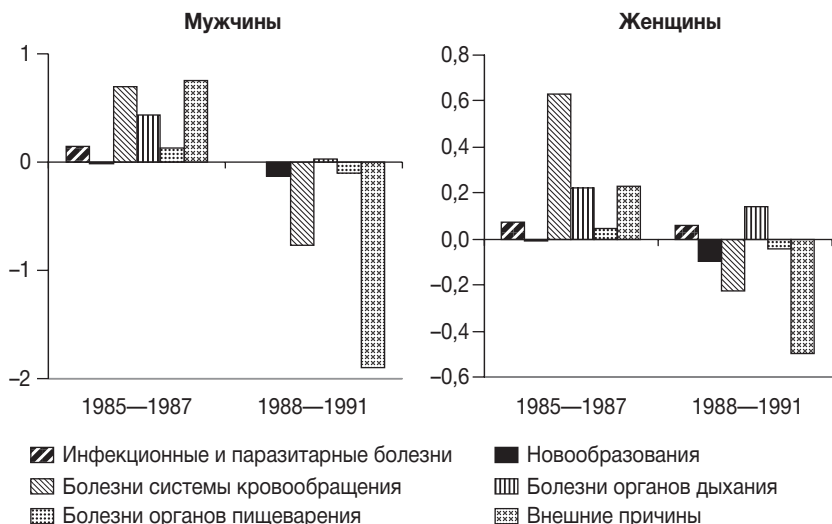 Мужчины
1
0
–1
–2
1985—1987
1988—1991
Женщины
0,8
0,6
0,4
0,2
0,0
–0,2
–0,4
–0,6
1985—1987
1988—1991
Инфекционные и паразитарные болезни
Новообразования
Болезни системы кровообращения
Болезни органов дыхания
Болезни органов пищеварения
Внешние причины